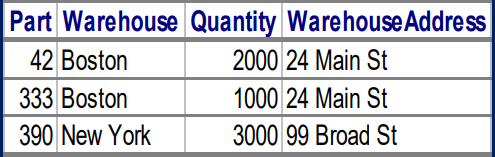 Part Warehouse Quantity WarehouseAddress
42 Boston 2000 24 Main St
333 Boston 1000 24 Main St
390 New York 3000 99 Broad St